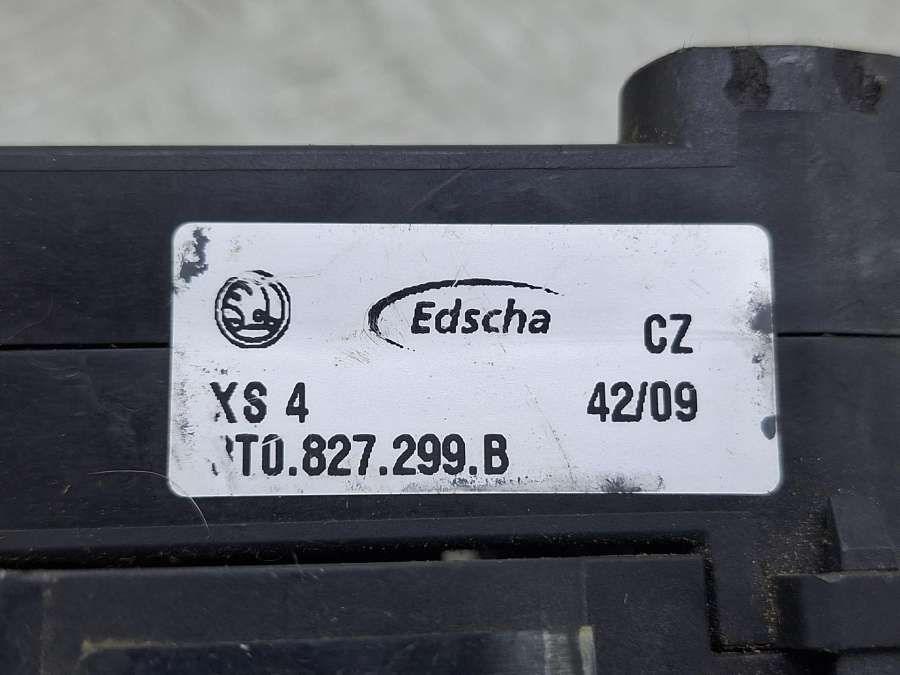 Edscha
CZ
XS 4 42/09
T0.827.299.B